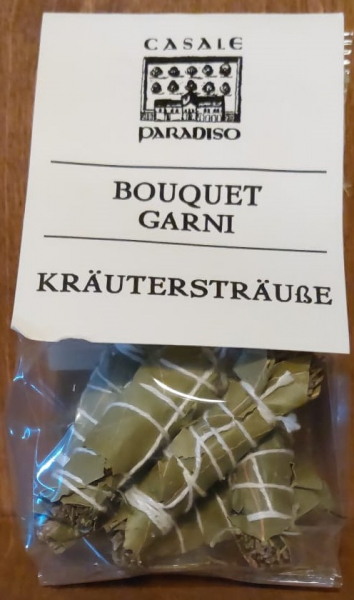 CASALE
PARADISO
BOUQUET
GARNI
KRÄUTERSTRÄUßE